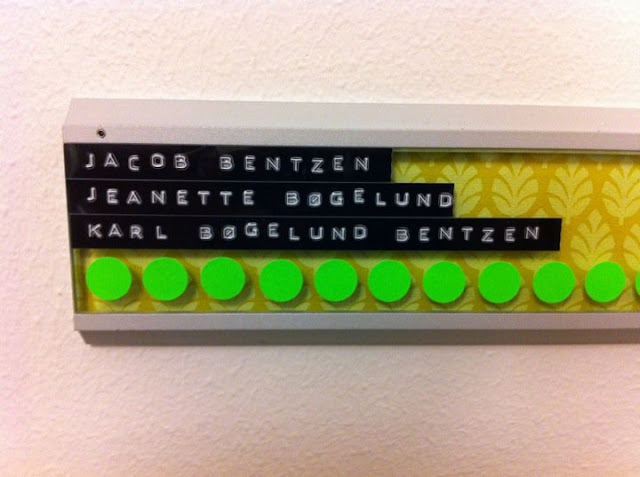 JACOB BENTZEN
JEANETTE BØGELUND
KARL BØGELUND BENTZEN